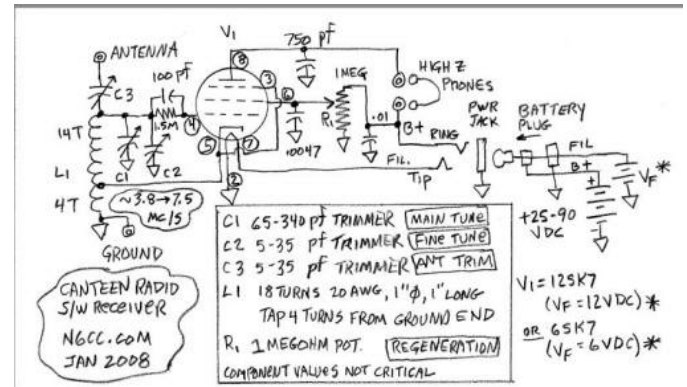 ANTENNA
C3
100 pf
1.5M
14T
L1
4T
C1
C2
~3.8→7.5
MC/S
GROUND
V1
750 pf
8
3
6
4
5
7
2
1 MEG
R1
.0047
.01
B+
HIGH Z
PHONES
RING
FIL.
TIP
PWR
JACK
BATTERY
PLUG
FIL
B+
VF*
+
+25-90
VDC
C1 65-340 pf TRIMMER MAIN TUNE
C2 5-35 pf TRIMMER FINE TUNE
C3 5-35 pf TRIMMER ANT TRIM
L1 18 TURNS 20 AWG, 1"φ, 1" LONG
TAP 4 TURNS FROM GROUND END
R1 1 MEGOHM POT. REGENERATION
COMPONENT VALUES NOT CRITICAL
V1 = 12SK7
(VF = 12VDC)*
OR 6SK7
(VF = 6VDC)*
CANTEEN RADIO
S/W RECEIVER
N6CC.COM
JAN 2008